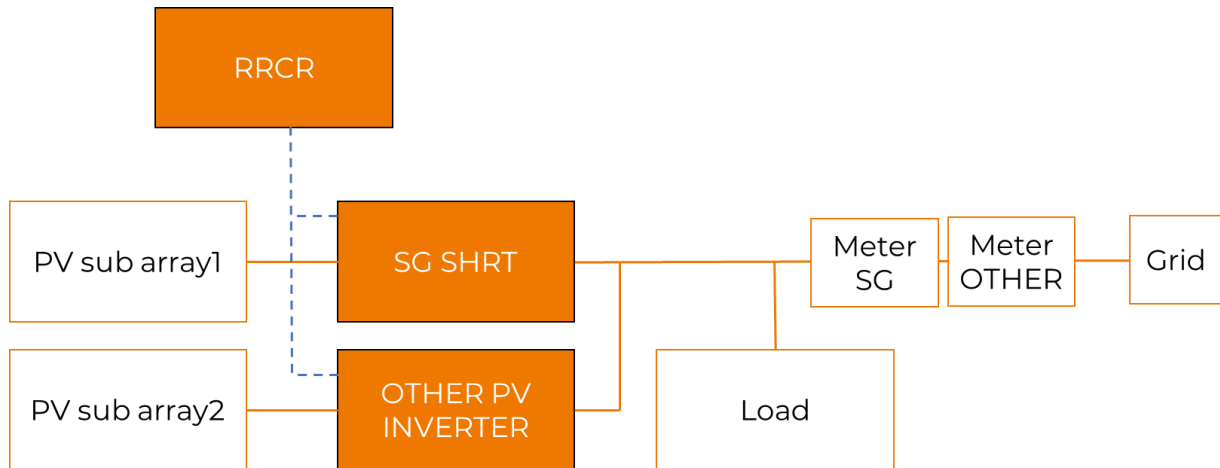 RRCR
PV sub array1
SG SHRT
Meter
SG
Meter
OTHER
Grid
PV sub array2
OTHER PV
INVERTER
Load